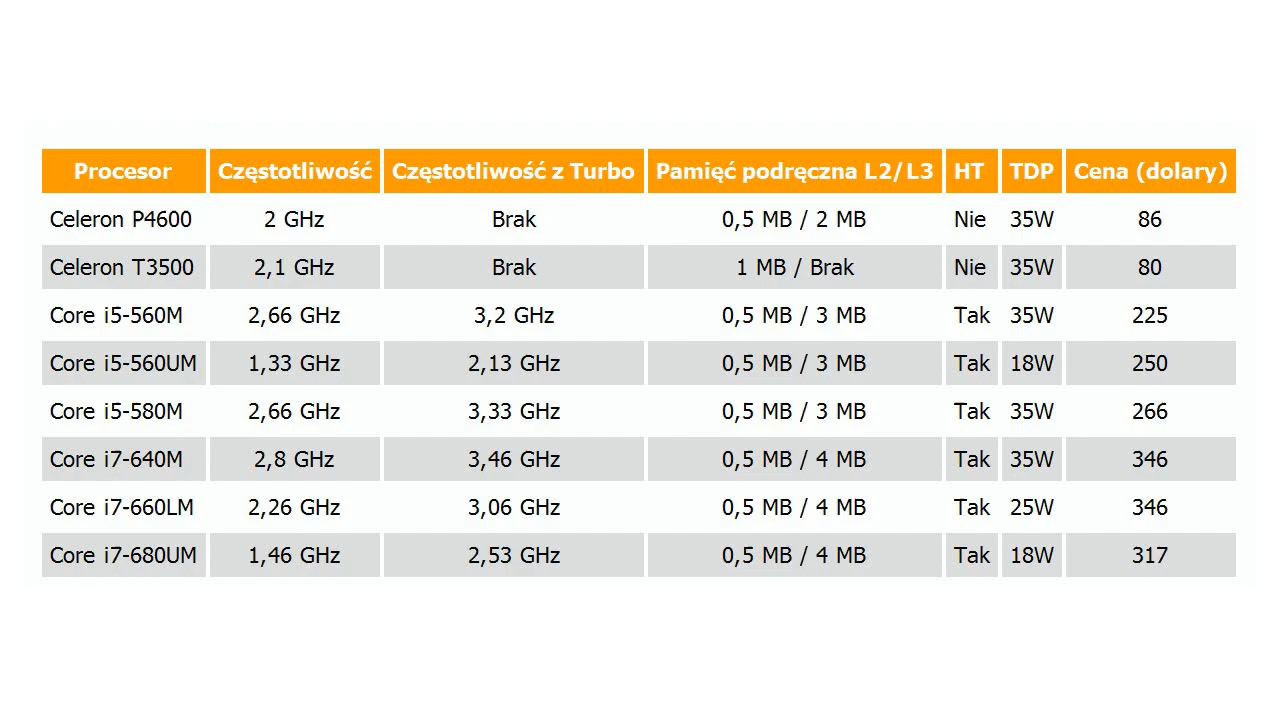 Procesor Częstotliwość Częstotliwość z Turbo Pamięć podręczna L2/L3 HT TDP Cena (dolary)
Celeron P4600 2 GHz Brak 0,5 MB / 2 MB Nie 35W 86
Celeron T3500 2,1 GHz Brak 1 MB / Brak Nie 35W 80
Core i5-560M 2,66 GHz 3,2 GHz 0,5 MB / 3 MB Tak 35W 225
Core i5-560UM 1,33 GHz 2,13 GHz 0,5 MB / 3 MB Tak 18W 250
Core i5-580M 2,66 GHz 3,33 GHz 0,5 MB / 3 MB Tak 35W 266
Core i7-640M 2,8 GHz 3,46 GHz 0,5 MB / 4 MB Tak 35W 346
Core i7-660LM 2,26 GHz 3,06 GHz 0,5 MB / 4 MB Tak 25W 346
Core i7-680UM 1,46 GHz 2,53 GHz 0,5 MB / 4 MB Tak 18W 317